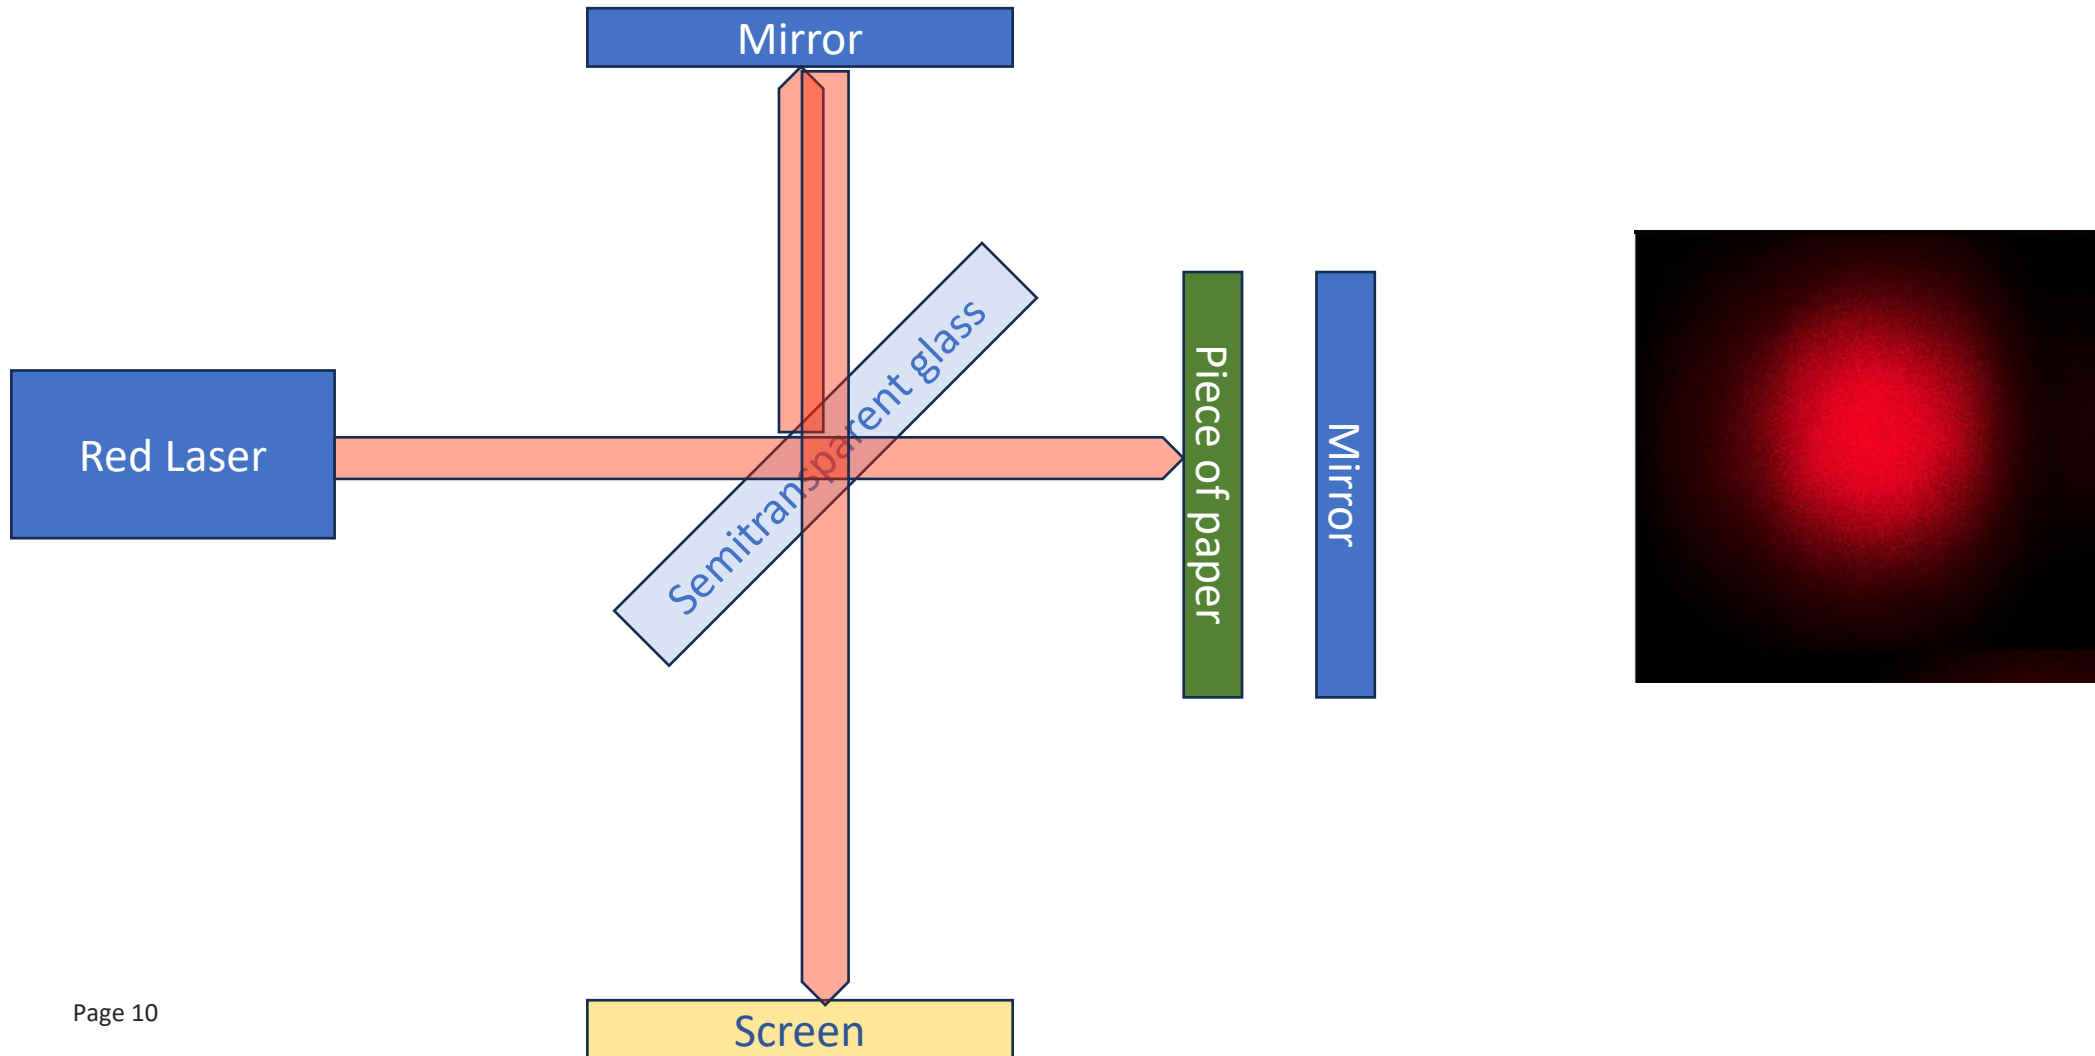 Mirror
Semitransparent glass
Red Laser
Piece of paper
Mirror
Page 10
Screen